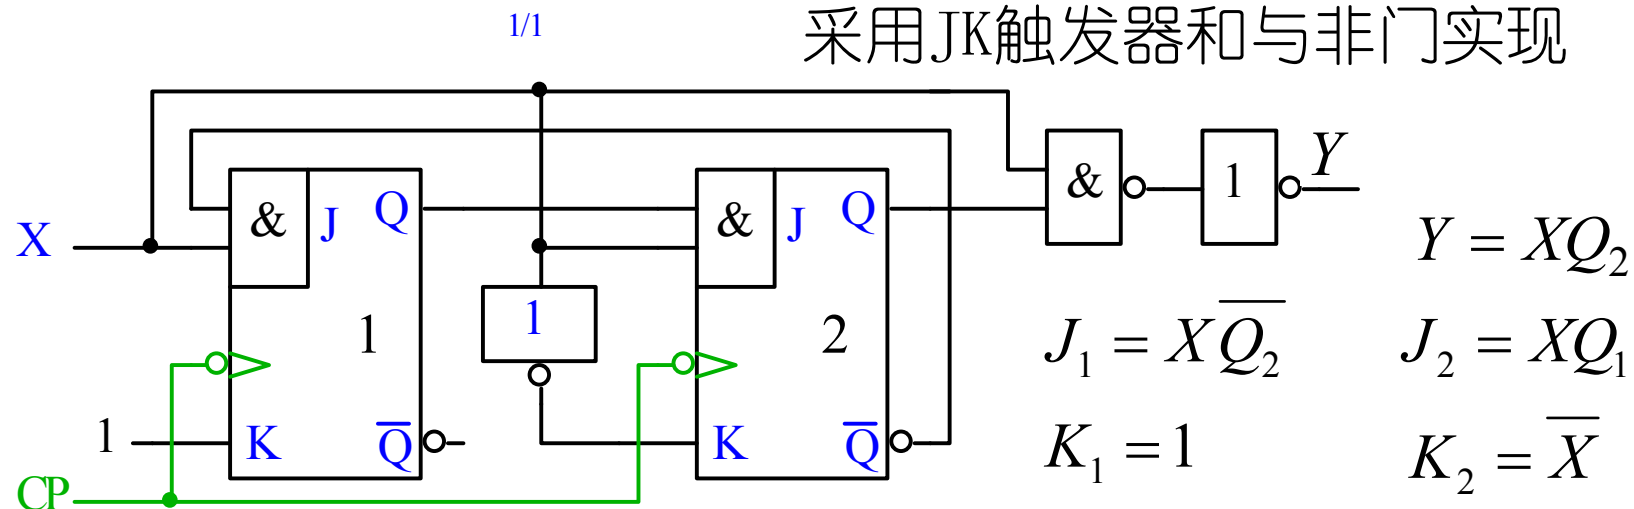 1/1
采用JK触发器和与非门实现
X
&
J
Q
1
K
Q̅
1
CP
1
&
J
Q
2
K
Q̅
&
1
Y
Y = XQ₂
J₁ = XQ̅₂
J₂ = XQ₁
K₁ = 1
K₂ = X̅